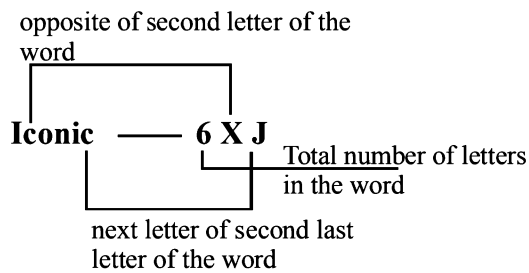 opposite of second letter of the
word
Iconic — 6 X J
Total number of letters
in the word
next letter of second last
letter of the word